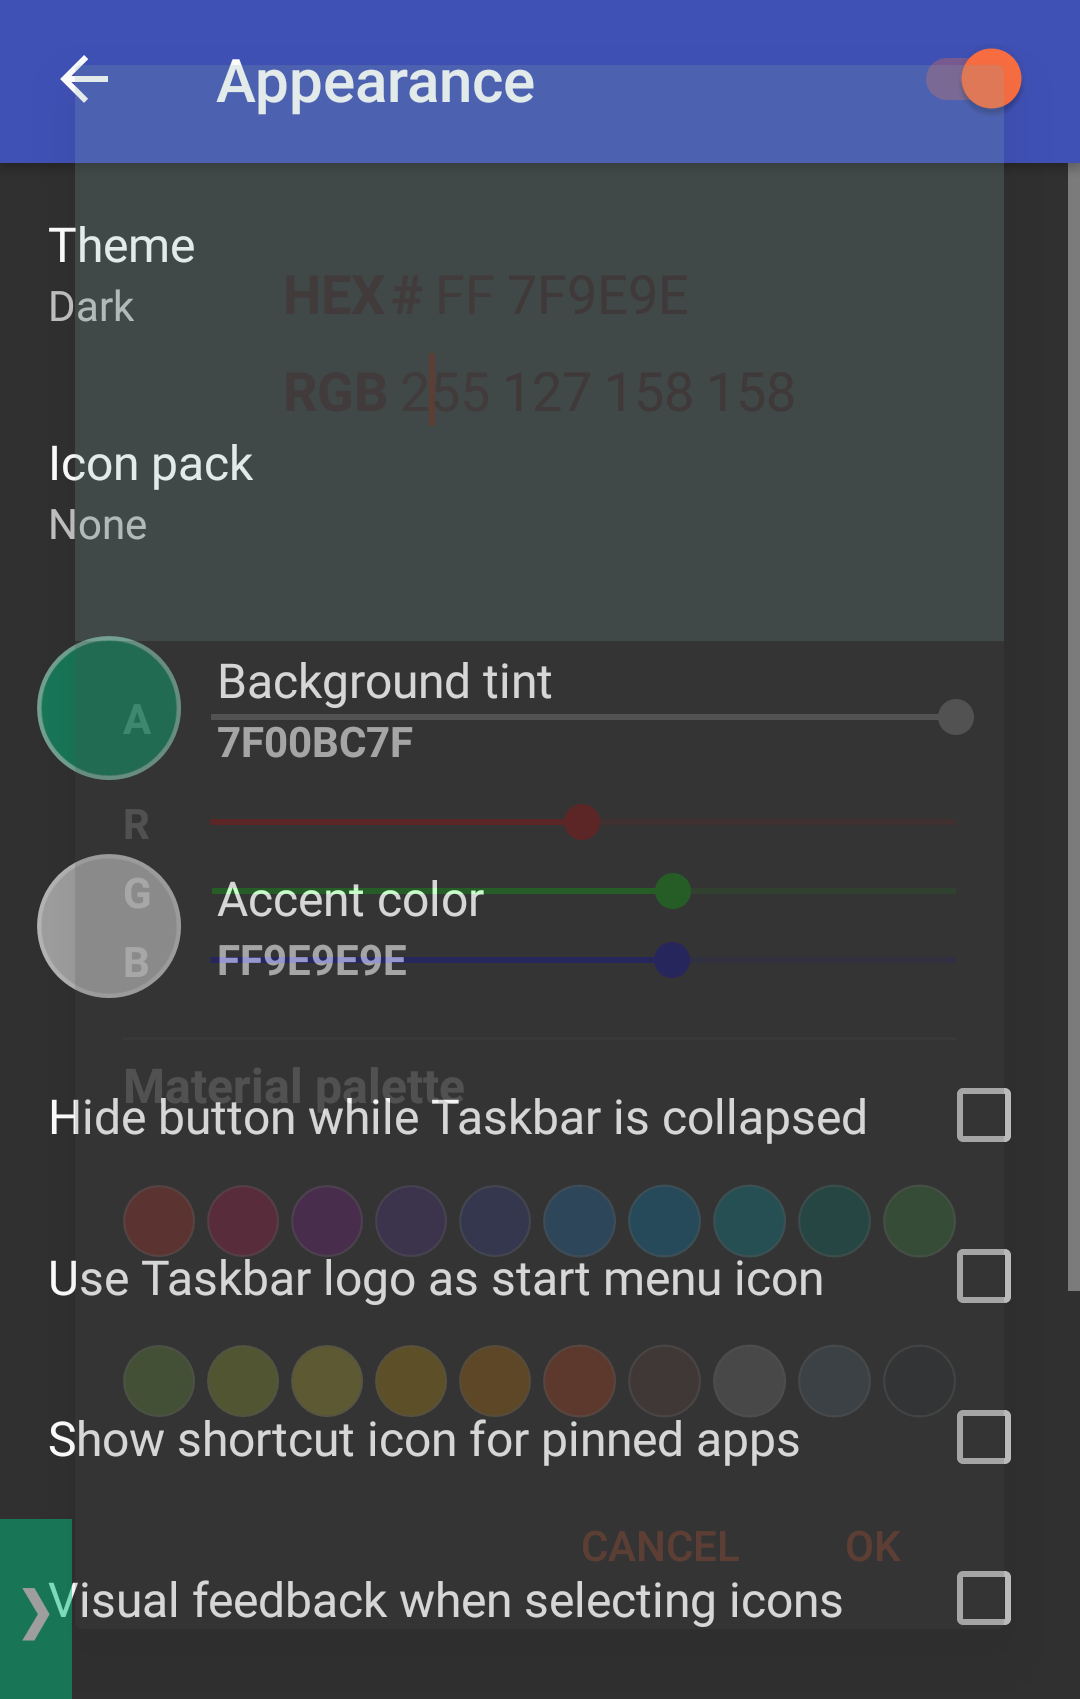 Appearance
Theme
Dark
HEX # FF 7F9E9E
RGB 255 127 158 158
Icon pack
None
Background tint
A
7F00BC7F
R
G
Accent color
B
FF9E9E9E
Material palette
Hide button while Taskbar is collapsed
Use Taskbar logo as start menu icon
Show shortcut icon for pinned apps
CANCEL OK
Visual feedback when selecting icons